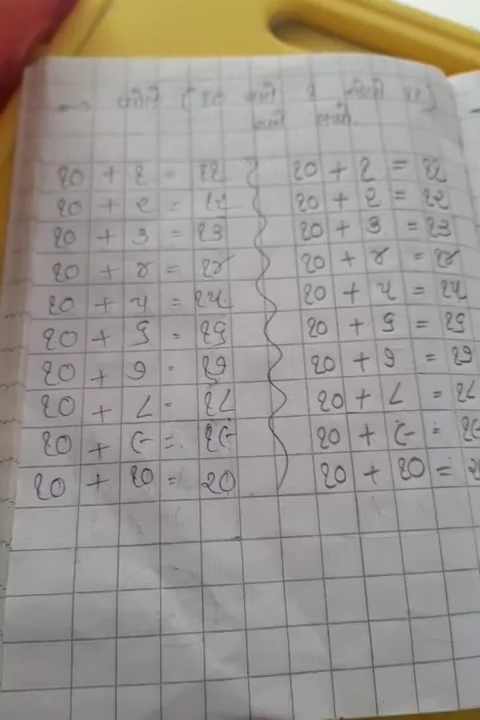 ૧૦ + ૧ = ૧૧ ૧૦ + ૧ = ૧૧
૧૦ + ૨ = ૧૨ ૧૦ + ૨ = ૧૨
૧૦ + ૩ = ૧૩ ૧૦ + ૩ = ૧૩
૧૦ + ૪ = ૧૪ ૧૦ + ૪ = ૧૪
૧૦ + ૫ = ૧૫ ૧૦ + ૫ = ૧૫
૧૦ + ૬ = ૧૬ ૧૦ + ૬ = ૧૬
૧૦ + ૭ = ૧૭ ૧૦ + ૭ = ૧૭
૧૦ + ૮ = ૧૮ ૧૦ + ૮ = ૧૮
૧૦ + ૯ = ૧૯ ૧૦ + ૯ = ૧૯
૧૦ + ૧૦ = ૨૦ ૧૦ + ૧૦ =